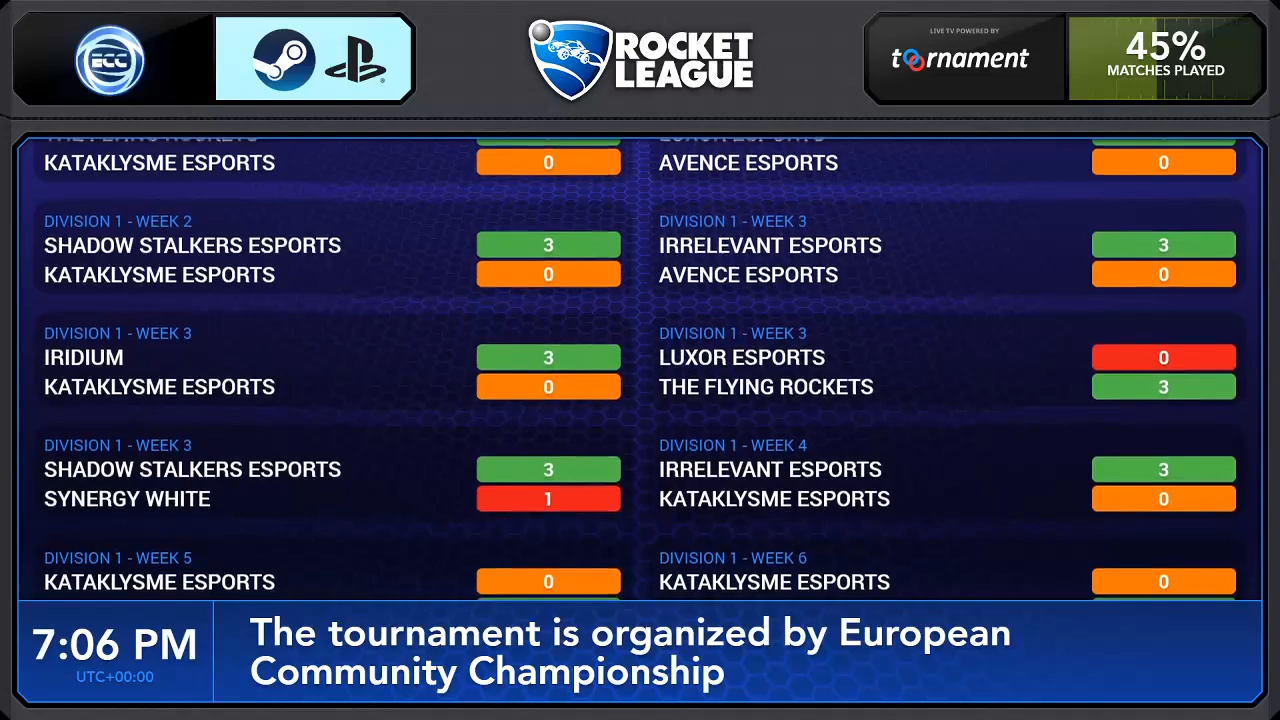 ECC
ROCKET
LEAGUE
LIVE TV POWERED BY
toornament
45%
MATCHES PLAYED
KATAKLYSME ESPORTS 0
AVENCE ESPORTS 0
DIVISION 1 - WEEK 2
SHADOW STALKERS ESPORTS 3
KATAKLYSME ESPORTS 0
DIVISION 1 - WEEK 3
IRRELEVANT ESPORTS 3
AVENCE ESPORTS 0
DIVISION 1 - WEEK 3
IRIDIUM 3
KATAKLYSME ESPORTS 0
DIVISION 1 - WEEK 3
LUXOR ESPORTS 0
THE FLYING ROCKETS 3
DIVISION 1 - WEEK 3
SHADOW STALKERS ESPORTS 3
SYNERGY WHITE 1
DIVISION 1 - WEEK 4
IRRELEVANT ESPORTS 3
KATAKLYSME ESPORTS 0
DIVISION 1 - WEEK 5
KATAKLYSME ESPORTS 0
DIVISION 1 - WEEK 6
KATAKLYSME ESPORTS 0
7:06 PM
UTC+00:00
The tournament is organized by European
Community Championship